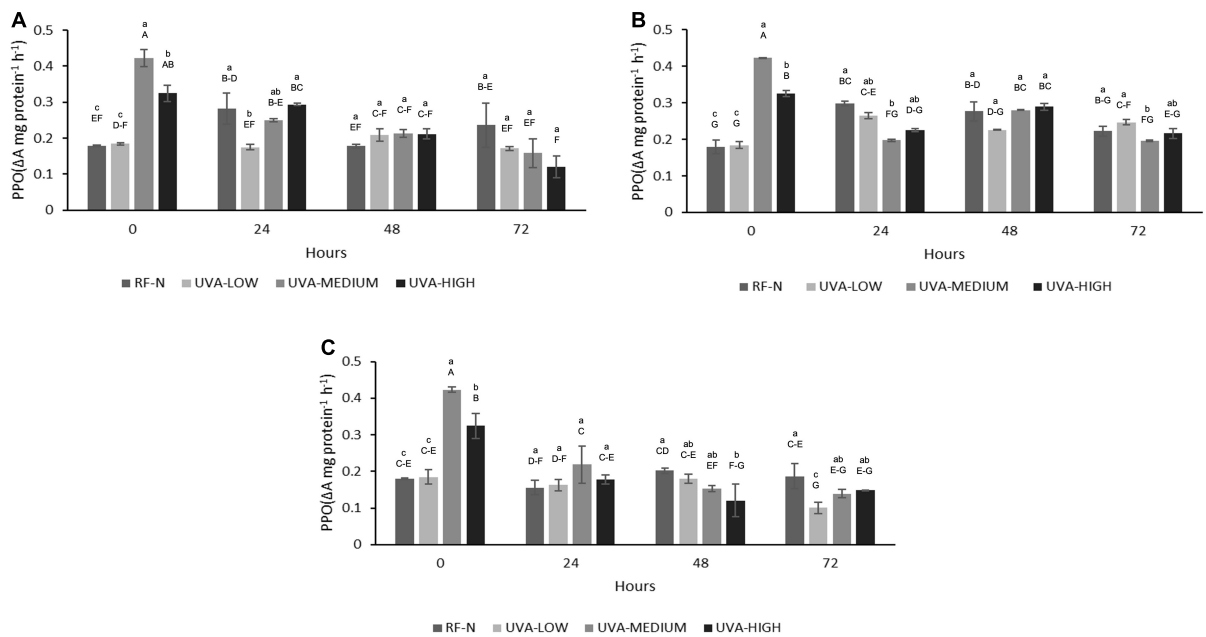 A
PPO(ΔA mg protein⁻¹ h⁻¹)
0.5
0.4
0.3
0.2
0.1
0
c EF
c D-F
a A
b AB
a B-D
b EF
ab B-E
a BC
a EF
a C-F
a C-F
a C-F
a B-E
a EF
a EF
a F
0 24 48 72
Hours
RF-N UVA-LOW UVA-MEDIUM UVA-HIGH
B
PPO(ΔA mg protein⁻¹ h⁻¹)
0.5
0.4
0.3
0.2
0.1
0
c G
c G
a A
b B
a BC
ab C-E
b FG
ab D-G
a B-D
a D-G
a BC
a BC
a B-G
a C-F
b FG
ab E-G
0 24 48 72
Hours
RF-N UVA-LOW UVA-MEDIUM UVA-HIGH
C
PPO(ΔA mg protein⁻¹ h⁻¹)
0.5
0.4
0.3
0.2
0.1
0
c C-E
c C-E
a A
b B
a D-F
a D-F
a C
a C-E
a CD
ab C-E
ab EF
b F-G
a C-E
c G
ab E-G
ab E-G
0 24 48 72
Hours
RF-N UVA-LOW UVA-MEDIUM UVA-HIGH